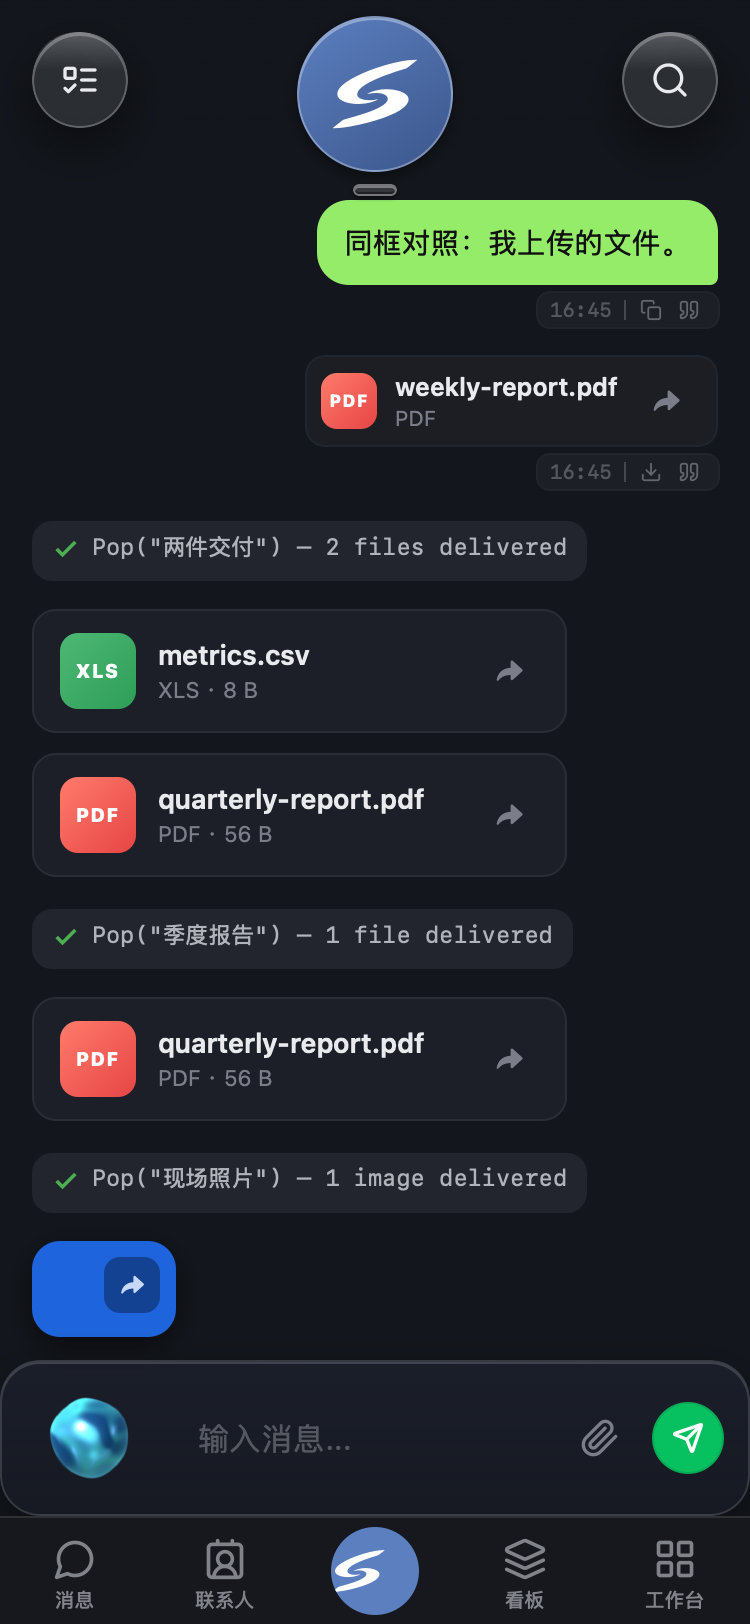 同框对照：我上传的文件。
16:45
PDF
weekly-report.pdf
PDF
16:45
Pop("两件交付") — 2 files delivered
XLS
metrics.csv
XLS · 8 B
PDF
quarterly-report.pdf
PDF · 56 B
Pop("季度报告") — 1 file delivered
PDF
quarterly-report.pdf
PDF · 56 B
Pop("现场照片") — 1 image delivered
输入消息...
消息
联系人
看板
工作台